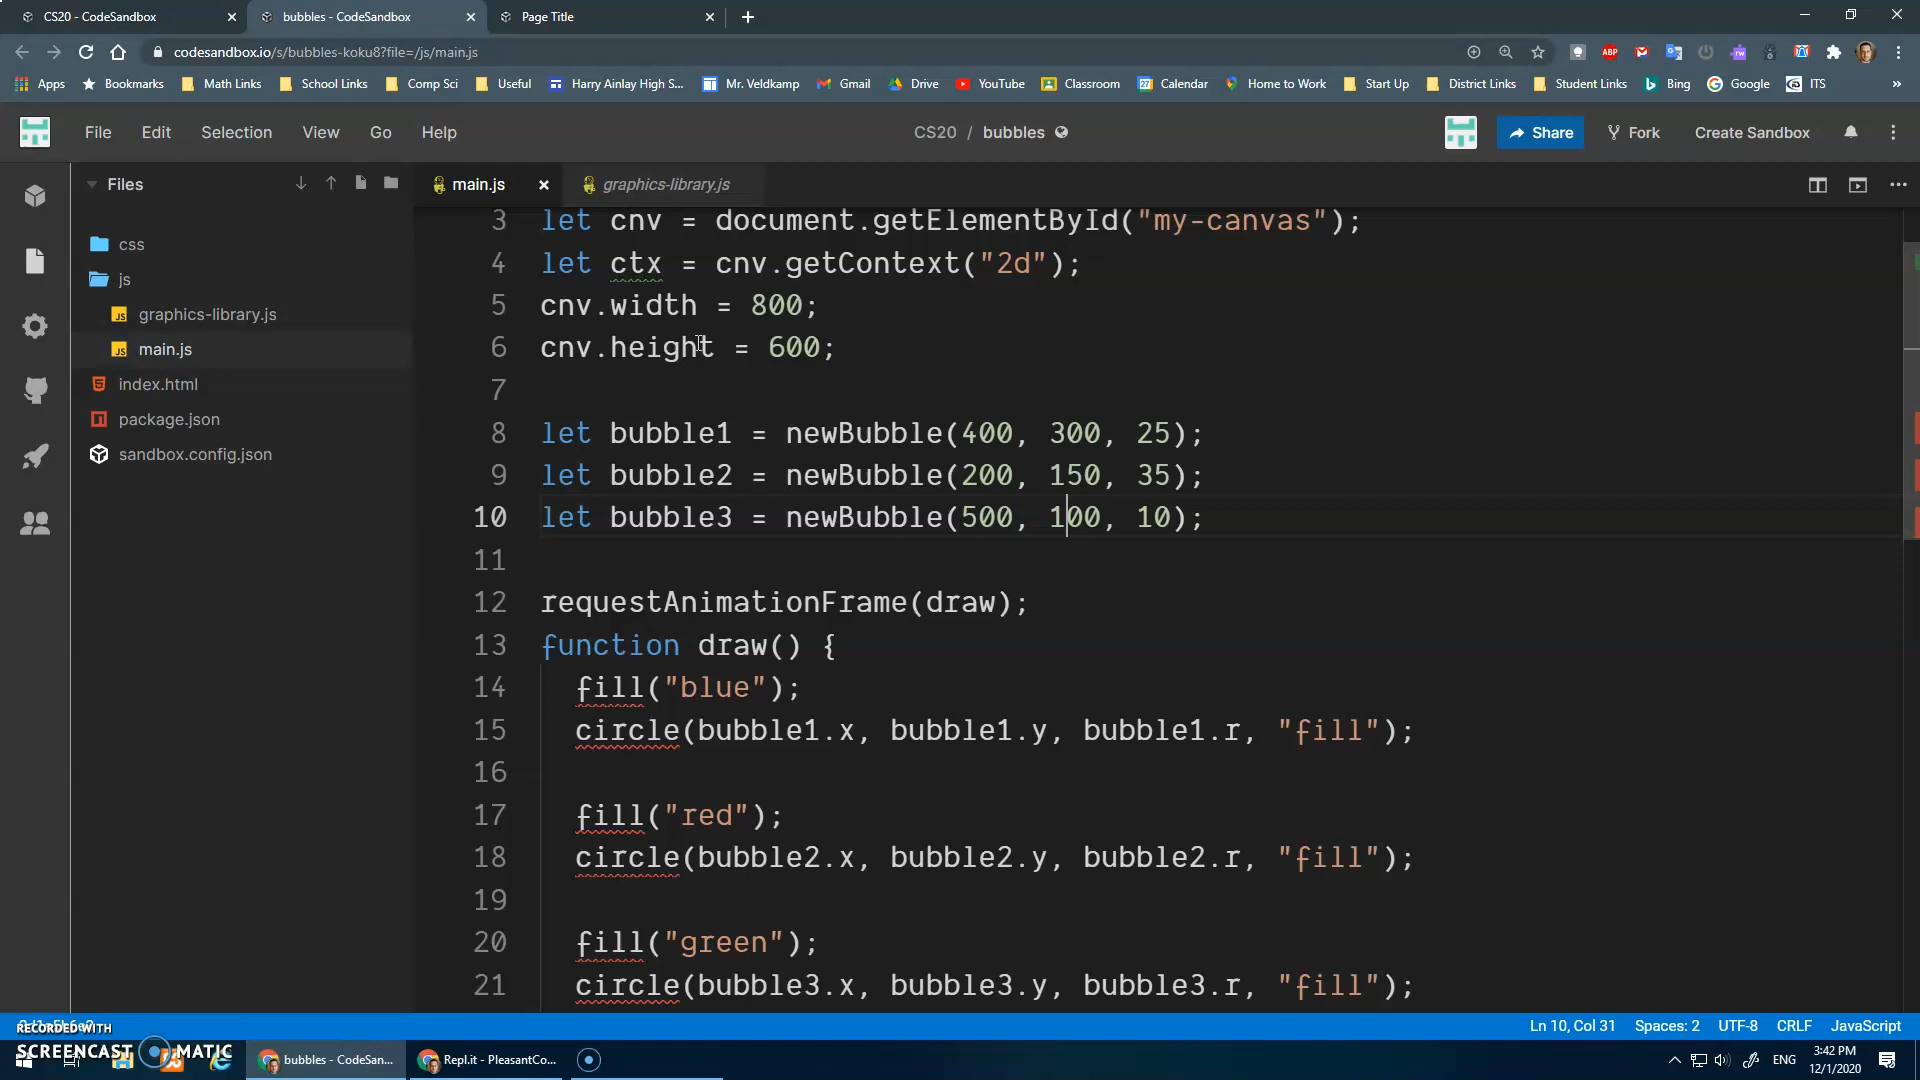 CS20 - CodeSandbox
bubbles - CodeSandbox
Page Title
codesandbox.io/s/bubbles-koku8?file=/js/main.js
ABP
Apps Bookmarks Math Links School Links Comp Sci Useful Harry Ainlay High S... Mr. Veldkamp Gmail Drive YouTube Classroom Calendar Home to Work Start Up District Links Student Links Bing Google ITS »
File Edit Selection View Go Help
CS20 / bubbles
Share Fork Create Sandbox
Files
main.js graphics-library.js
css
js
JS graphics-library.js
JS main.js
index.html
package.json
sandbox.config.json
3 let cnv = document.getElementById("my-canvas");
4 let ctx = cnv.getContext("2d");
5 cnv.width = 800;
6 cnv.height = 600;
7
8 let bubble1 = newBubble(400, 300, 25);
9 let bubble2 = newBubble(200, 150, 35);
10 let bubble3 = newBubble(500, 100, 10);
11
12 requestAnimationFrame(draw);
13 function draw() {
14 fill("blue");
15 circle(bubble1.x, bubble1.y, bubble1.r, "fill");
16
17 fill("red");
18 circle(bubble2.x, bubble2.y, bubble2.r, "fill");
19
20 fill("green");
21 circle(bubble3.x, bubble3.y, bubble3.r, "fill");
Ln 10, Col 31 Spaces: 2 UTF-8 CRLF JavaScript
RECORDED WITH
SCREENCAST MATIC
bubbles - CodeSan...
Repl.it - PleasantCo...
ENG
3:42 PM
12/1/2020